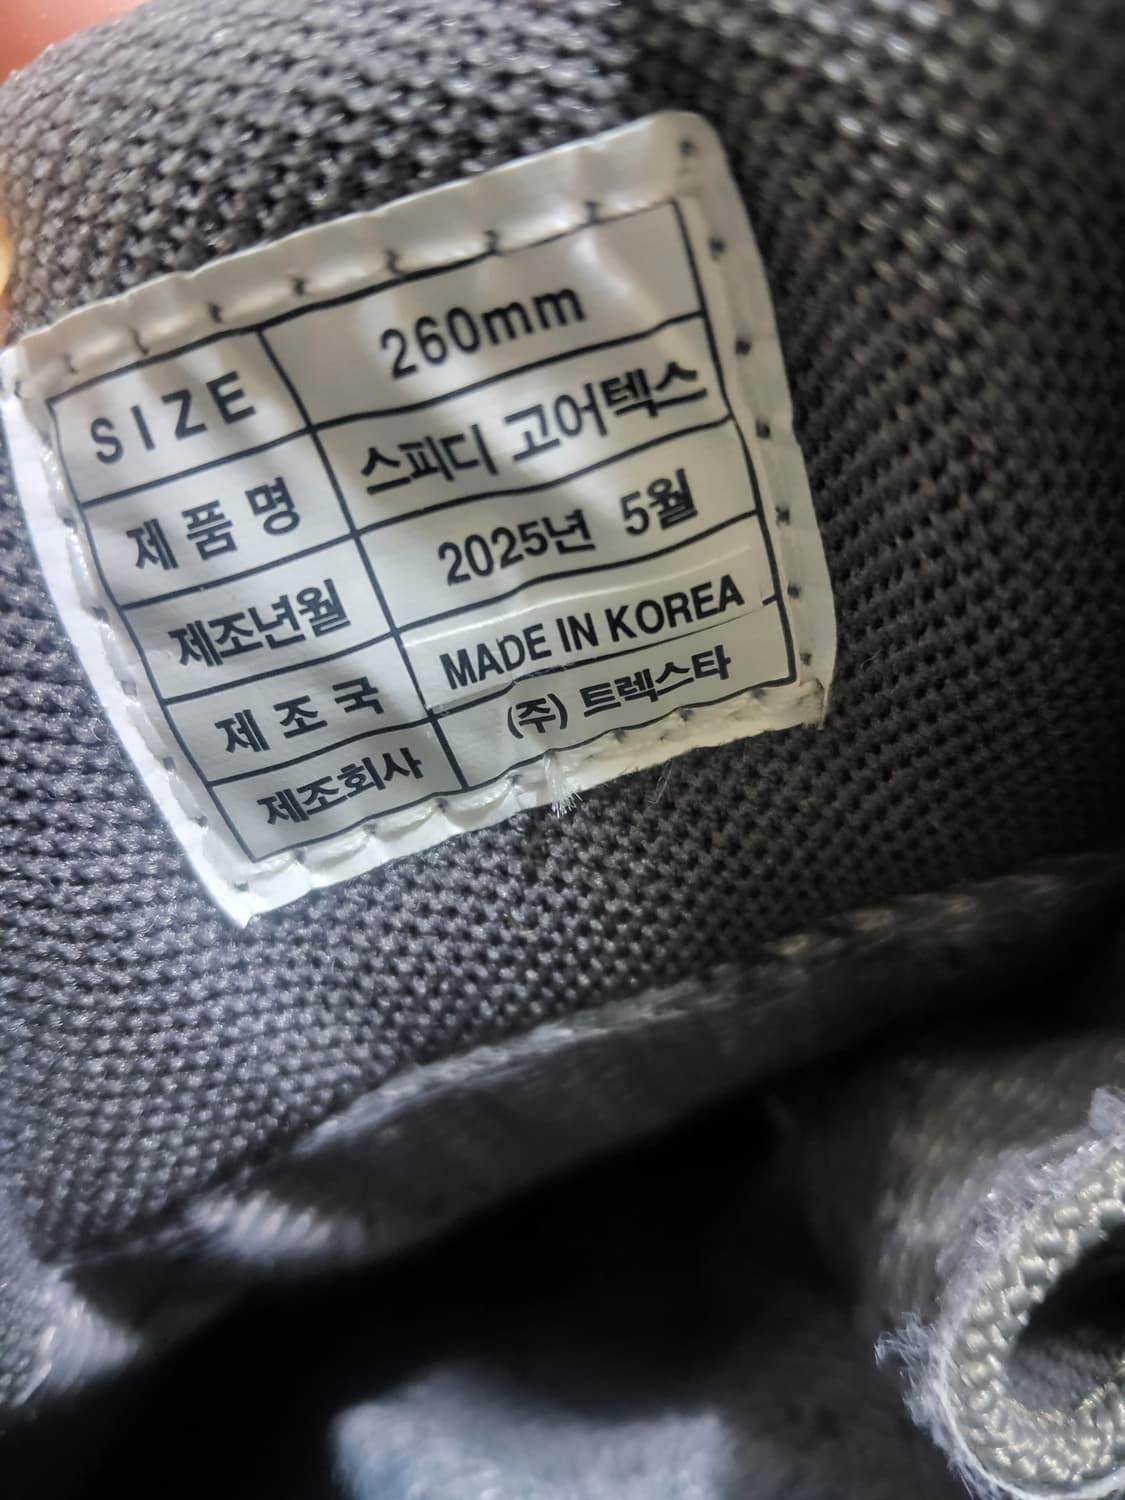 SIZE 260mm
제품명 스피디 고어텍스
제조년월 2025년 5월
제조국 MADE IN KOREA
제조회사 (주) 트렉스타